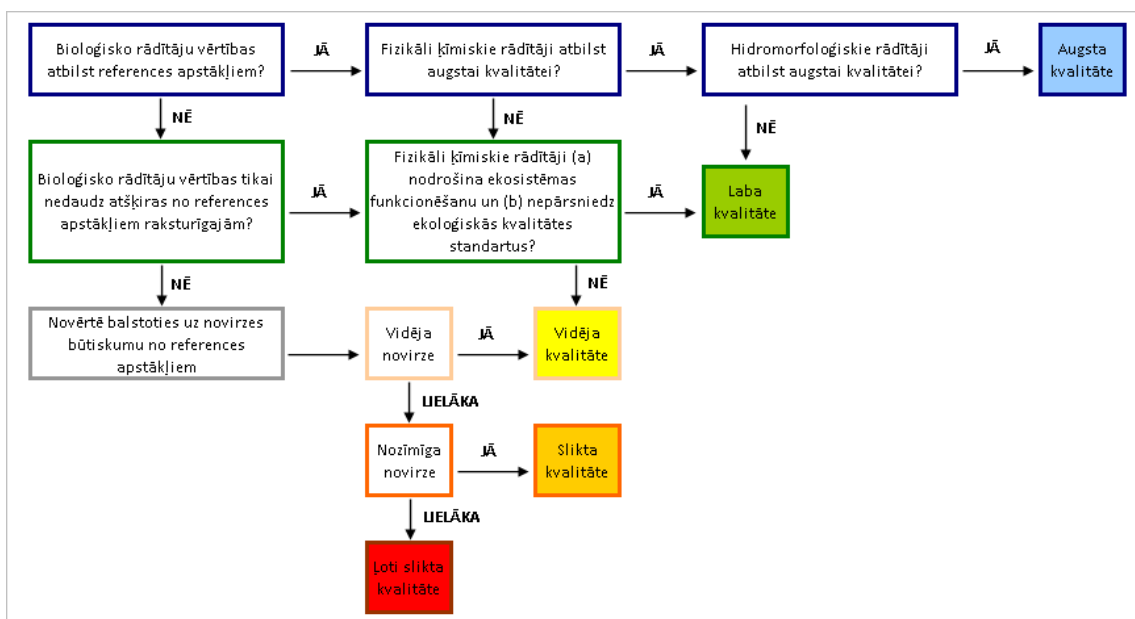 Bioloģisko rādītāju vērtības
atbilst references apstākļiem?
JĀ
Fizikāli ķīmiskie rādītāji atbilst
augstai kvalitātei?
JĀ
Hidromorfoloģiskie rādītāji
atbilst augstai kvalitātei?
JĀ
Augsta
kvalitāte
NĒ
NĒ
NĒ
Bioloģisko rādītāju vērtības tikai
nedaudz atšķiras no references
apstākļiem raksturīgajām?
JĀ
Fizikāli ķīmiskie rādītāji (a)
nodrošina ekosistēmas
funkcionēšanu un (b) nepārsniedz
ekoloģiskās kvalitātes
standartus?
JĀ
Laba
kvalitāte
NĒ
NĒ
Novērtē balstoties uz novirzes
būtiskumu no references
apstākļiem
Vidēja
novirze
JĀ
Vidēja
kvalitāte
LIELĀKA
Nozīmīga
novirze
JĀ
Slikta
kvalitāte
LIELĀKA
Ļoti slikta
kvalitāte